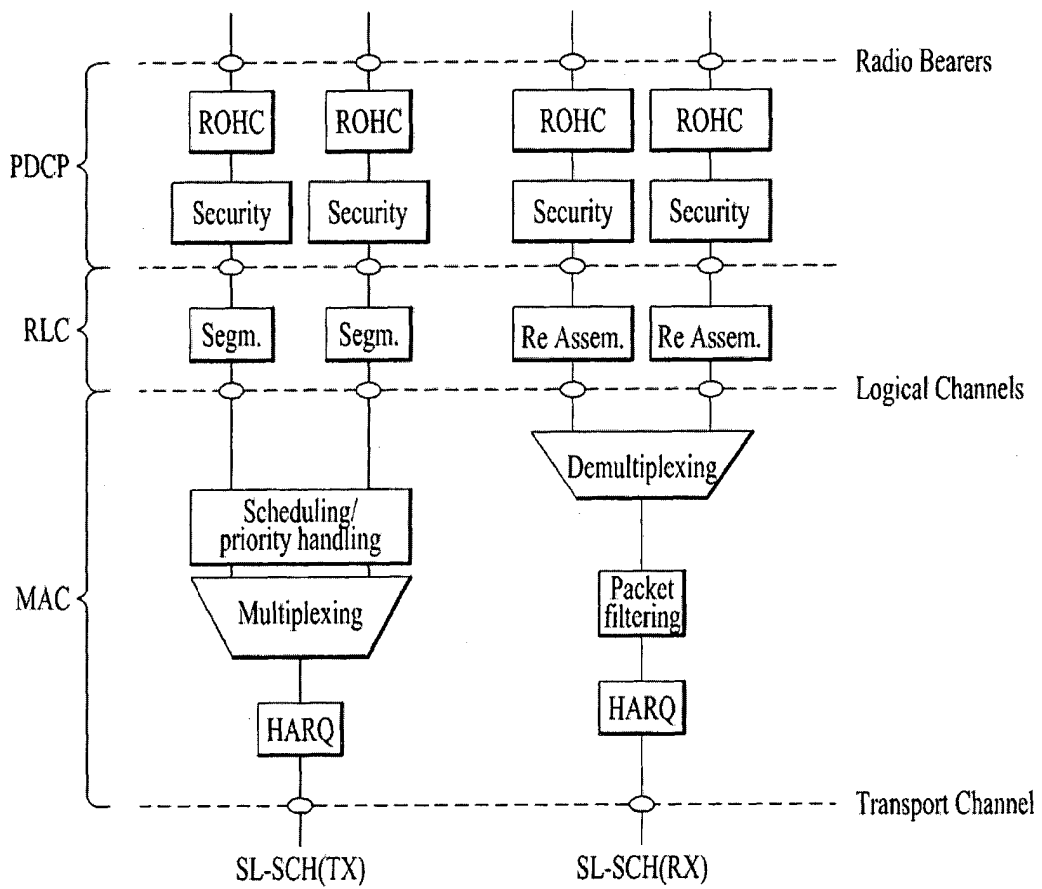 Radio Bearers
ROHC ROHC ROHC ROHC
PDCP
Security Security Security Security
RLC
Segm. Segm. Re Assem. Re Assem.
Logical Channels
Demultiplexing
Scheduling/
priority handling
MAC
Packet
filtering
Multiplexing
HARQ HARQ
Transport Channel
SL-SCH(TX) SL-SCH(RX)